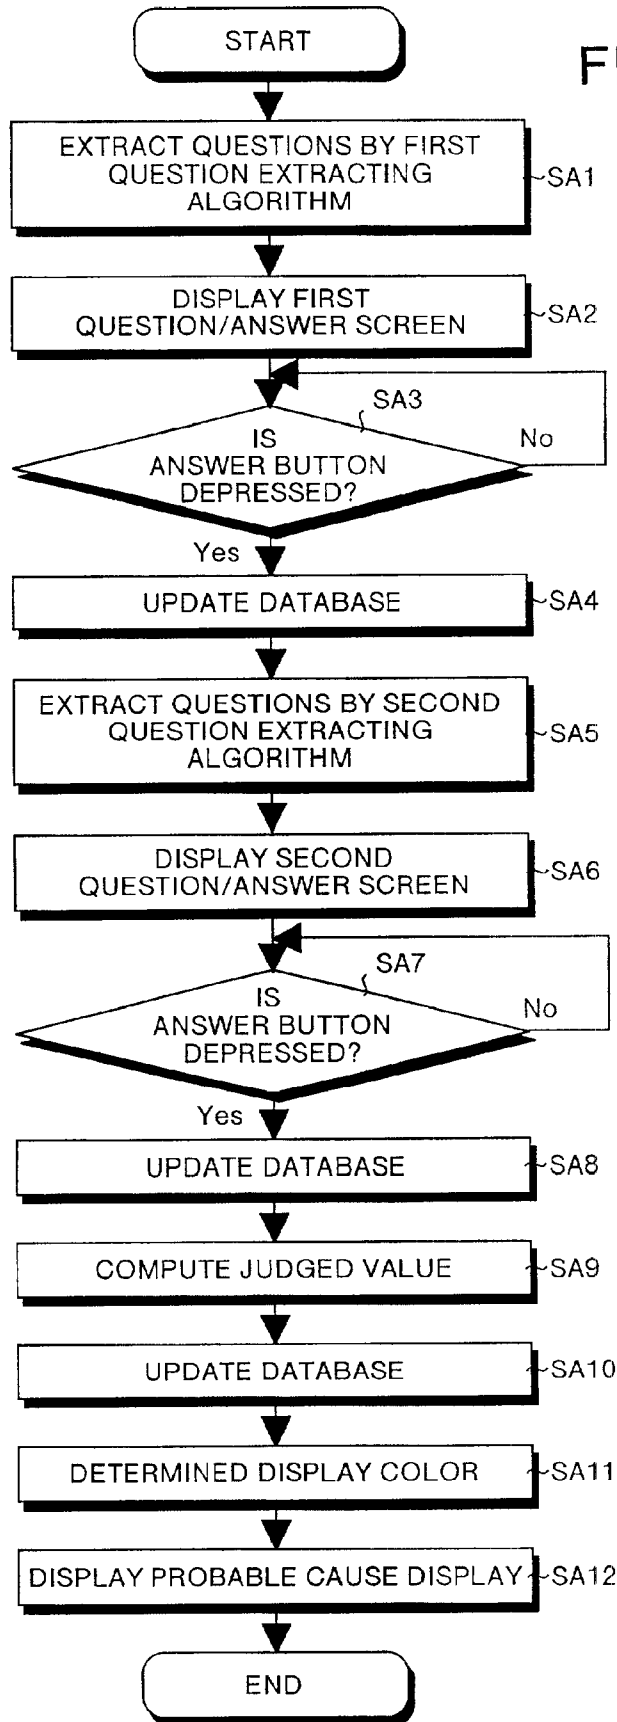 START
EXTRACT QUESTIONS BY FIRST
QUESTION EXTRACTING
ALGORITHM
SA1
DISPLAY FIRST
QUESTION/ANSWER SCREEN
SA2
SA3
IS
ANSWER BUTTON
DEPRESSED?
No
Yes
UPDATE DATABASE
SA4
EXTRACT QUESTIONS BY SECOND
QUESTION EXTRACTING
ALGORITHM
SA5
DISPLAY SECOND
QUESTION/ANSWER SCREEN
SA6
SA7
IS
ANSWER BUTTON
DEPRESSED?
No
Yes
UPDATE DATABASE
SA8
COMPUTE JUDGED VALUE
SA9
UPDATE DATABASE
SA10
DETERMINED DISPLAY COLOR
SA11
DISPLAY PROBABLE CAUSE DISPLAY
SA12
END